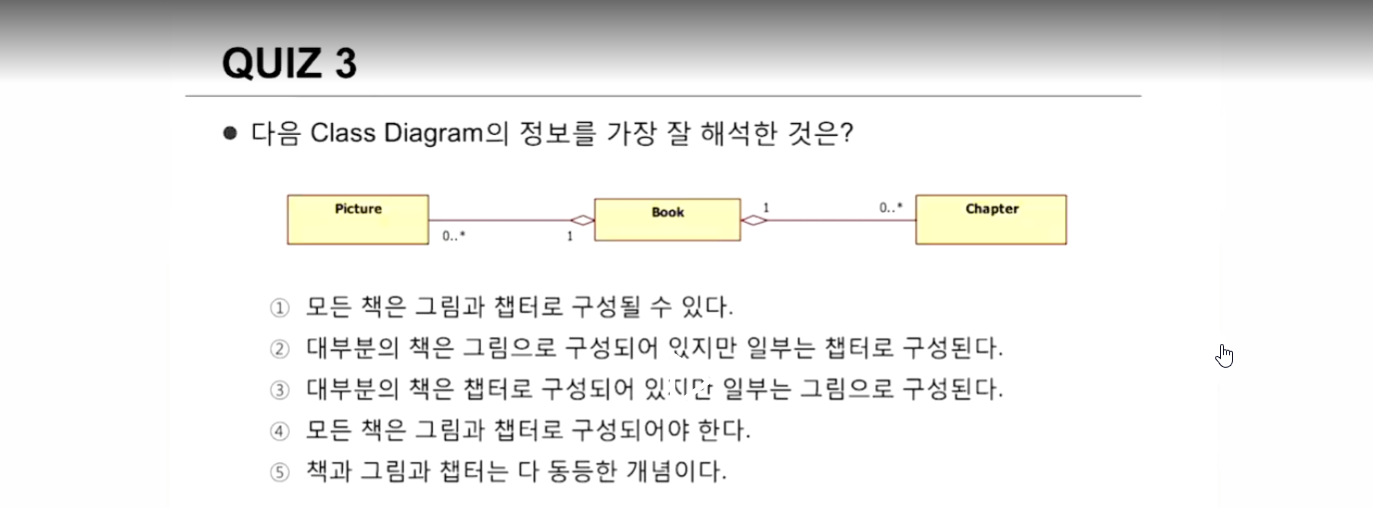 QUIZ 3
● 다음 Class Diagram의 정보를 가장 잘 해석한 것은?
Picture
Book
Chapter
0..*
1
1
0..*
① 모든 책은 그림과 챕터로 구성될 수 있다.
② 대부분의 책은 그림으로 구성되어 있지만 일부는 챕터로 구성된다.
③ 대부분의 책은 챕터로 구성되어 있지만 일부는 그림으로 구성된다.
④ 모든 책은 그림과 챕터로 구성되어야 한다.
⑤ 책과 그림과 챕터는 다 동등한 개념이다.